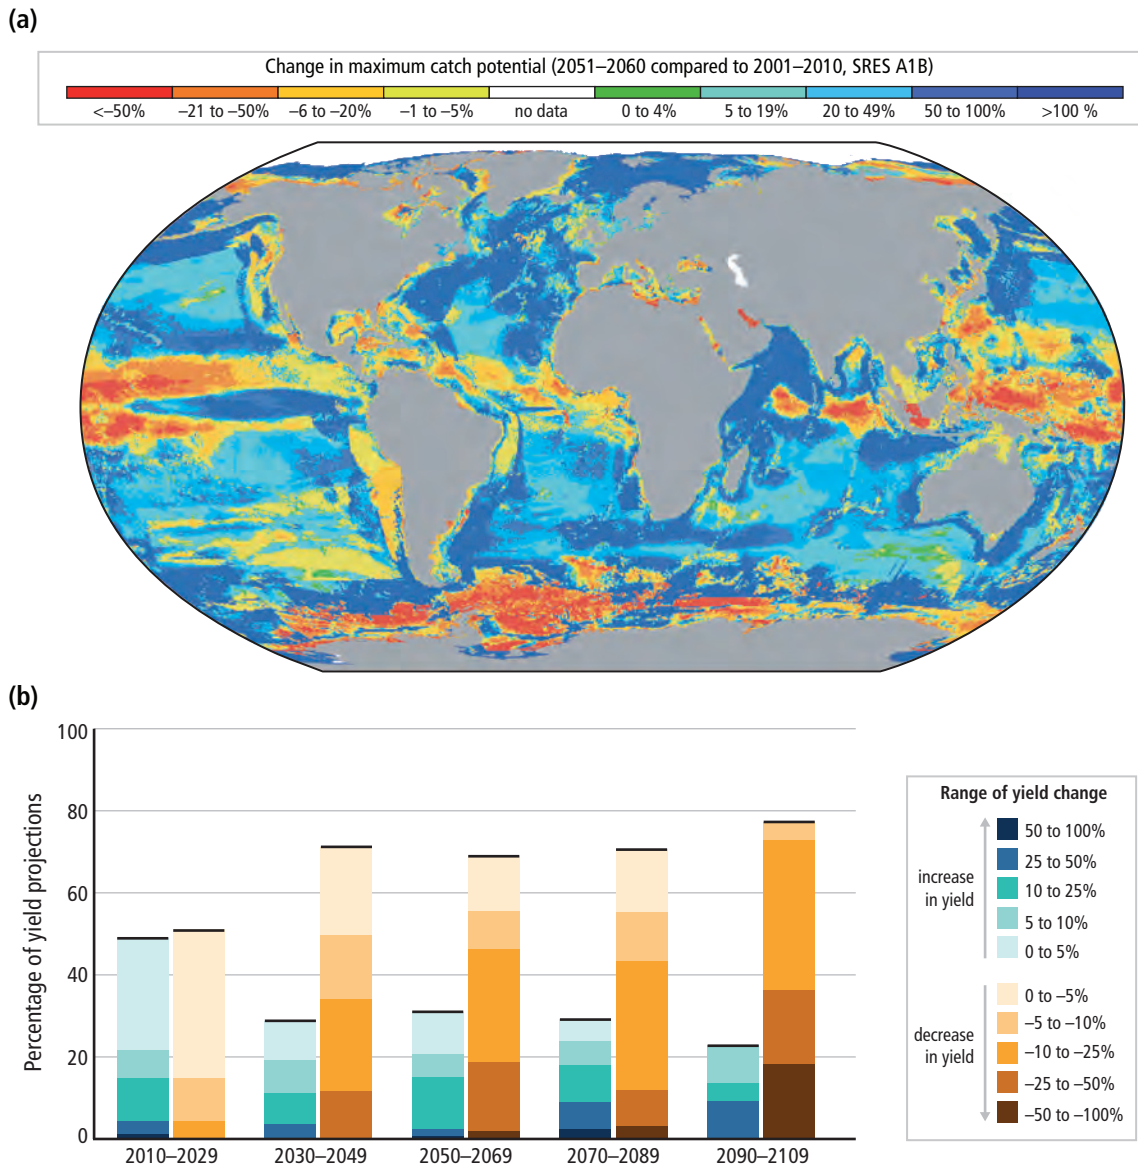 (a)
Change in maximum catch potential (2051–2060 compared to 2001–2010, SRES A1B)
<–50% –21 to –50% –6 to –20% –1 to –5% no data 0 to 4% 5 to 19% 20 to 49% 50 to 100% >100 %
(b)
Percentage of yield projections
100
80
60
40
20
0
2010–2029 2030–2049 2050–2069 2070–2089 2090–2109
Range of yield change
increase
in yield
50 to 100%
25 to 50%
10 to 25%
5 to 10%
0 to 5%
decrease
in yield
0 to –5%
–5 to –10%
–10 to –25%
–25 to –50%
–50 to –100%